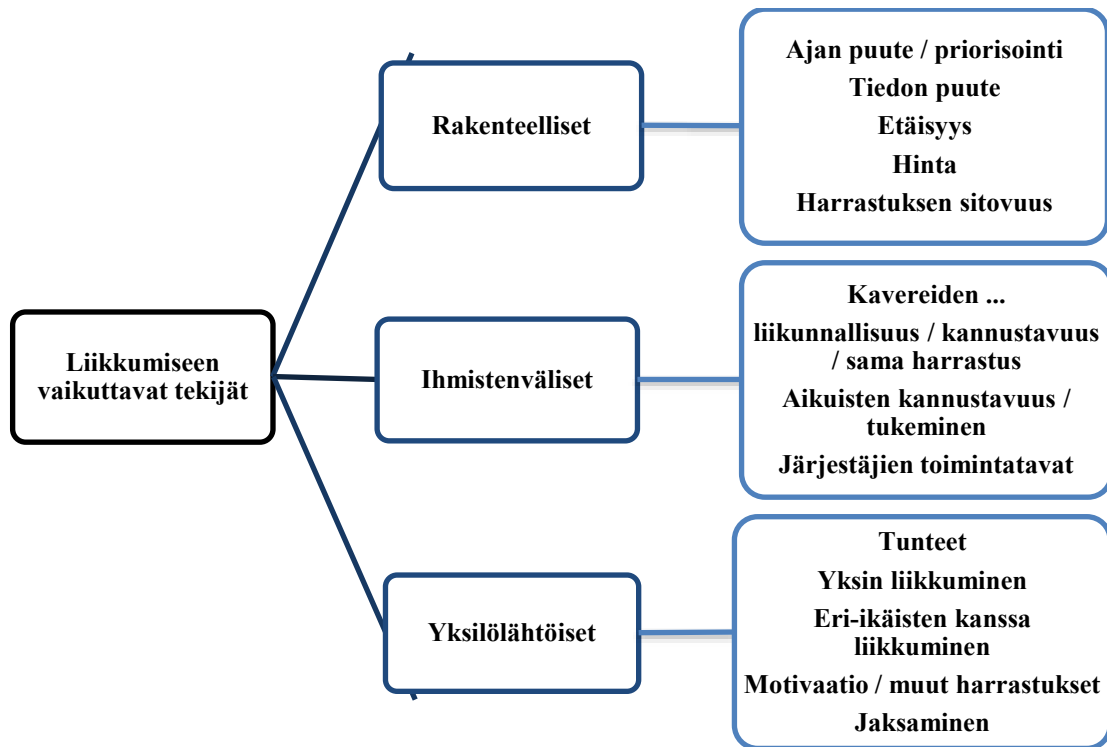 Liikkumiseen
vaikuttavat tekijät
Rakenteelliset
Ajan puute / priorisointi
Tiedon puute
Etäisyys
Hinta
Harrastuksen sitovuus
Ihmistenväliset
Kavereiden ...
liikunnallisuus / kannustavuus
/ sama harrastus
Aikuisten kannustavuus /
tukeminen
Järjestäjien toimintatavat
Yksilölähtöiset
Tunteet
Yksin liikkuminen
Eri-ikäisten kanssa
liikkuminen
Motivaatio / muut harrastukset
Jaksaminen